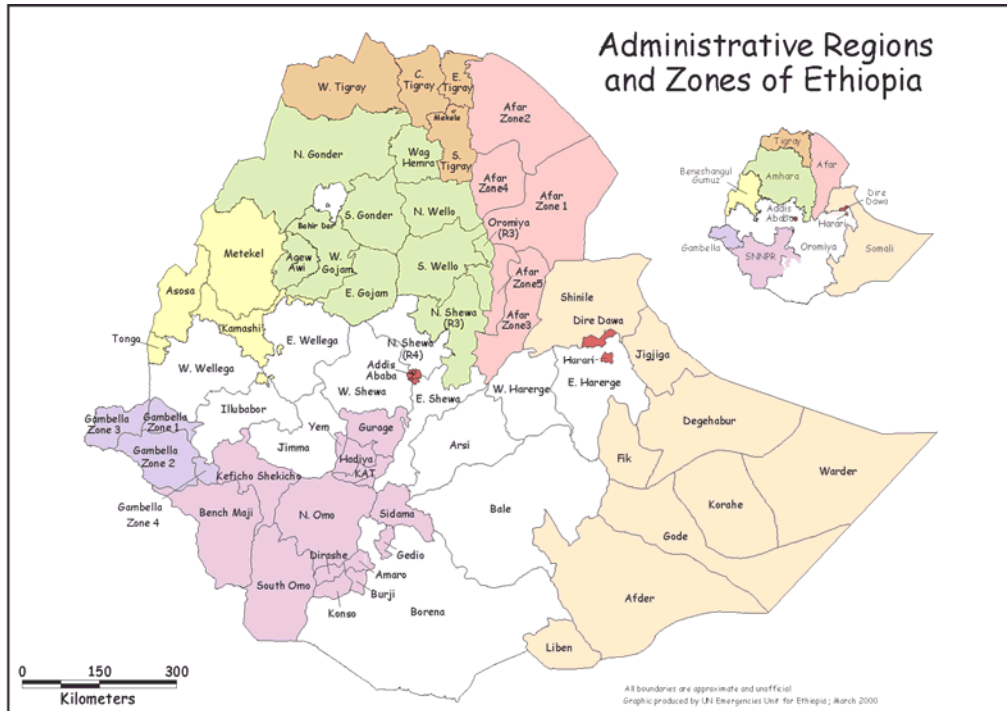 Administrative Regions
and Zones of Ethiopia
W. Tigray
C.
Tigray
E.
Tigray
Mekele
S.
Tigray
Afar
Zone2
N. Gonder
Wag
Hemra
Afar
Zone4
Afar
Zone 1
Bahir Dar
S. Gonder
N. Wello
Oromiya
(R3)
Metekel
Agew
Awi
W.
Gojam
S. Wello
Afar
Zone5
Asosa
E. Gojam
N.
Shewa
(R3)
Afar
Zone3
Shinile
Dire Dawa
Kamashi
Tonga
E. Wellega
N. Shewa
(R4)
Harari
Jigjiga
W. Wellega
Addis
Ababa
W. Shewa
E. Shewa
W. Harerge
E. Harerge
Illubabor
Gambella
Zone 3
Gambella
Zone 1
Gambella
Zone 2
Gambella
Zone 4
Jimma
Yem
Gurage
Hadiya
KAT
Arsi
Degehabur
Fik
Warder
Keficho Shekicho
Bench Maji
N. Omo
Sidama
Bale
Korahe
Gode
Gedio
Dirashe
Amaro
Burji
South Omo
Konso
Borena
Afder
Liben
Tigray
Afar
Beneshangul
Gumuz
Amhara
Dire
Dawa
Addis
Ababa
Harari
Gambella
SNNPR
Oromiya
Somali
0 150 300
Kilometers
All boundaries are approximate and unofficial
Graphic produced by UN Emergencies Unit for Ethiopia; March 2000